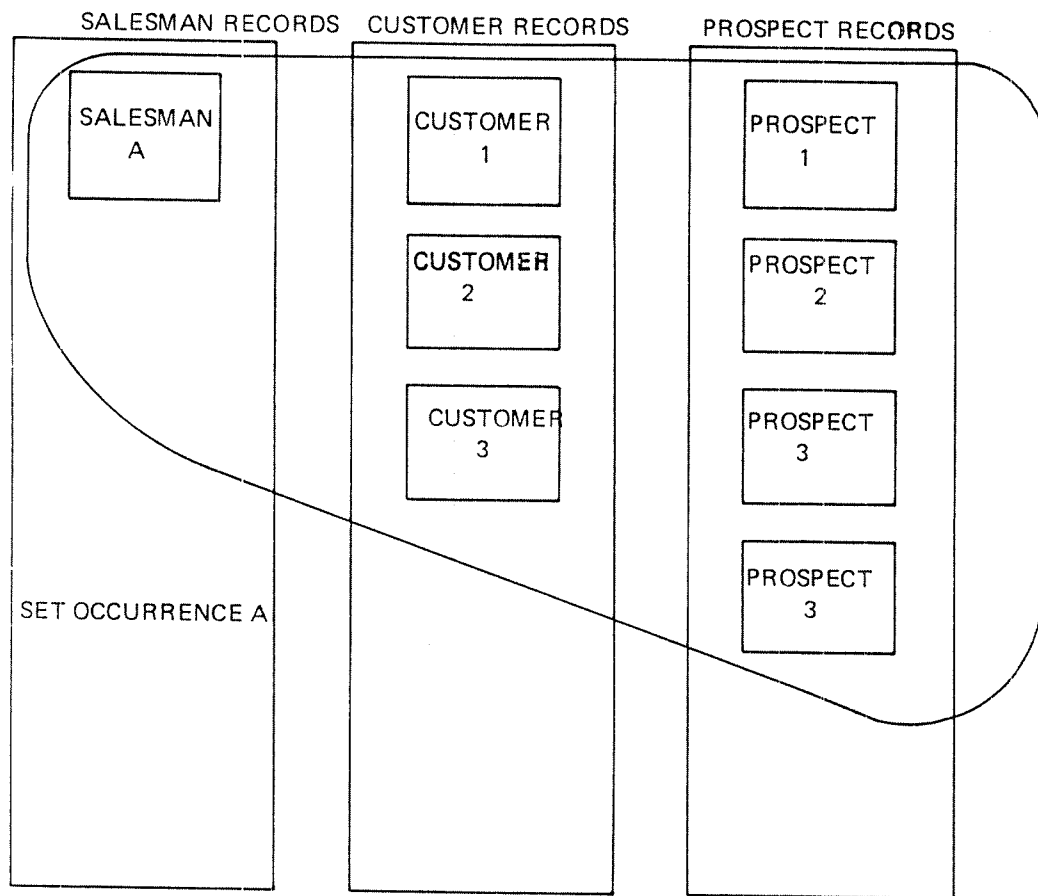 SALESMAN RECORDS
CUSTOMER RECORDS
PROSPECT RECORDS
SALESMAN
A
CUSTOMER
1
PROSPECT
1
CUSTOMER
2
PROSPECT
2
CUSTOMER
3
PROSPECT
3
PROSPECT
3
SET OCCURRENCE A